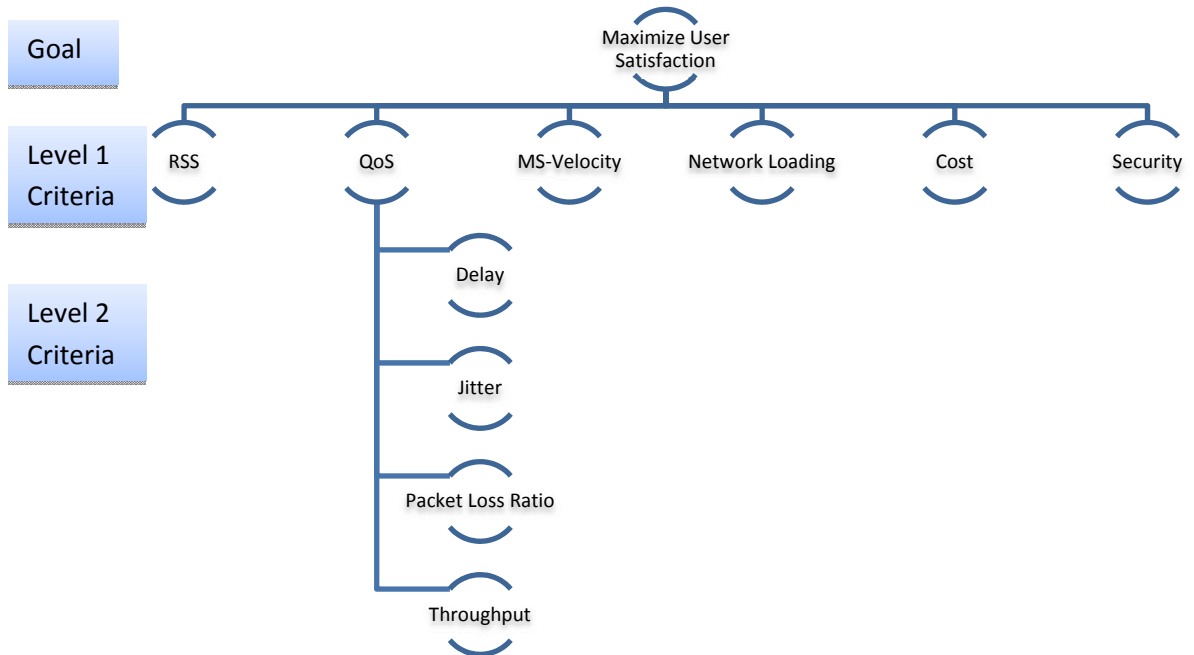 Goal
Maximize User
Satisfaction
Level 1
Criteria
RSS
QoS
MS-Velocity
Network Loading
Cost
Security
Level 2
Criteria
Delay
Jitter
Packet Loss Ratio
Throughput